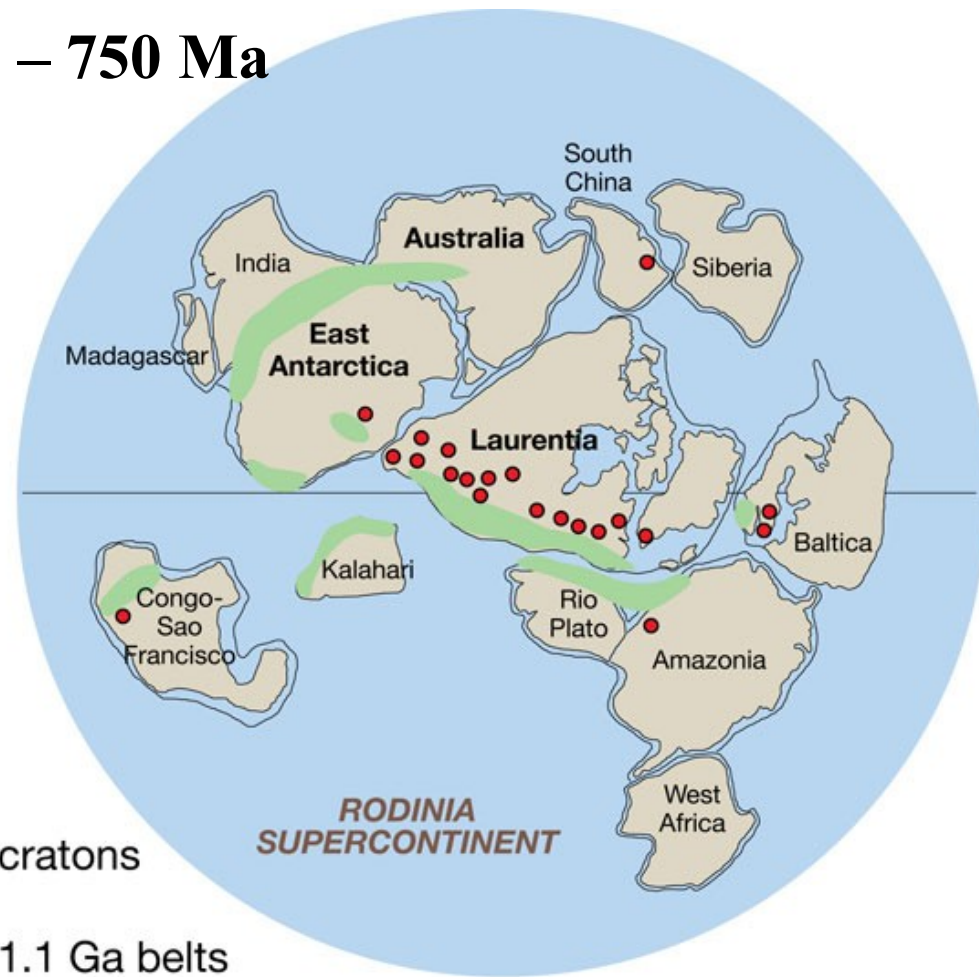 – 750 Ma
South
China
Australia
India
Siberia
East
Antarctica
Madagascar
Laurentia
Baltica
Kalahari
Congo-
Sao
Francisco
Rio
Plato
Amazonia
West
Africa
RODINIA
SUPERCONTINENT
cratons
1.1 Ga belts